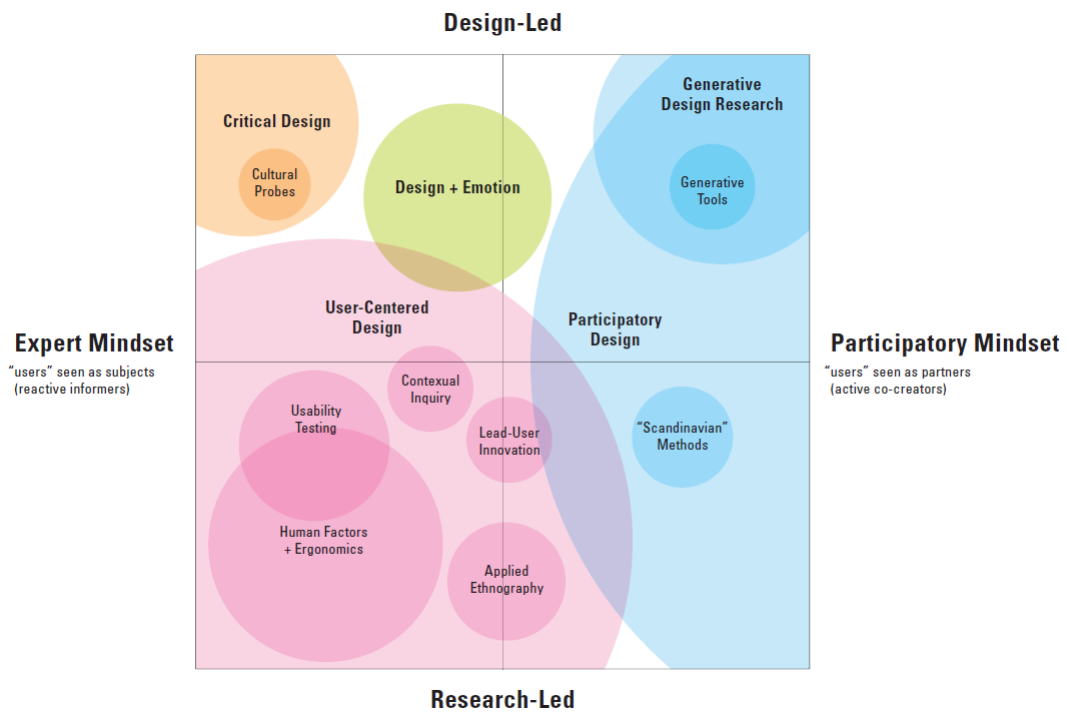 Design-Led
Generative
Design Research
Critical Design
Cultural
Probes
Design + Emotion
Generative
Tools
User-Centered
Design
Participatory
Design
Expert Mindset
“users” seen as subjects
(reactive informers)
Participatory Mindset
“users” seen as partners
(active co-creators)
Contexual
Inquiry
Usability
Testing
Lead-User
Innovation
“Scandinavian”
Methods
Human Factors
+ Ergonomics
Applied
Ethnography
Research-Led